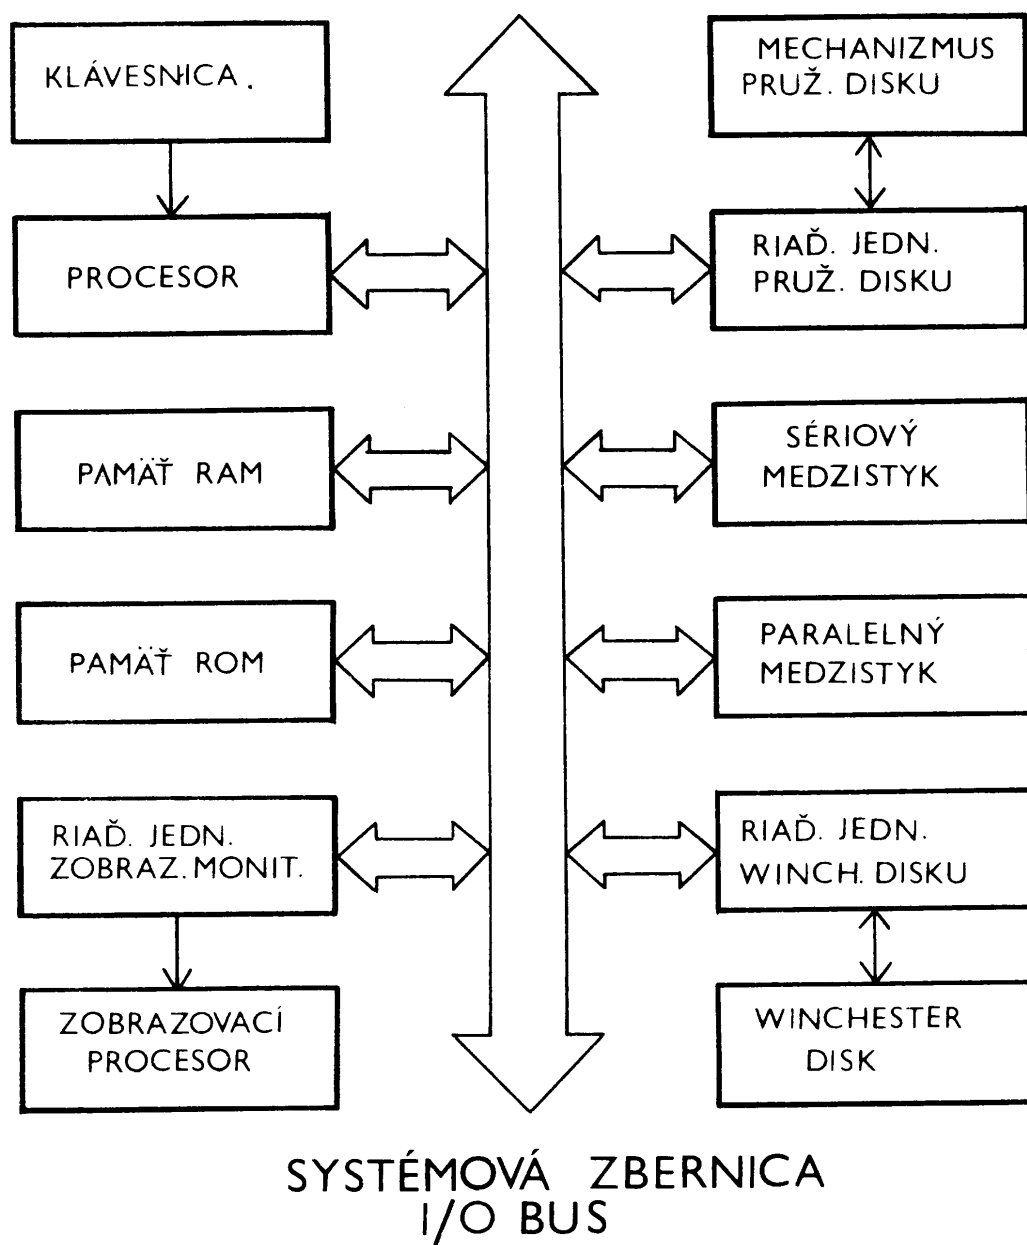 KLÁVESNICA.
PROCESOR
PAMÄŤ RAM
PAMÄŤ ROM
RIAĎ. JEDN.
ZOBRAZ. MONIT.
ZOBRAZOVACÍ
PROCESOR
MECHANIZMUS
PRUŽ. DISKU
RIAĎ. JEDN.
PRUŽ. DISKU
SÉRIOVÝ
MEDZISTYK
PARALELNÝ
MEDZISTYK
RIAĎ. JEDN.
WINCH. DISKU
WINCHESTER
DISK
SYSTÉMOVÁ ZBERNICA
I/O BUS